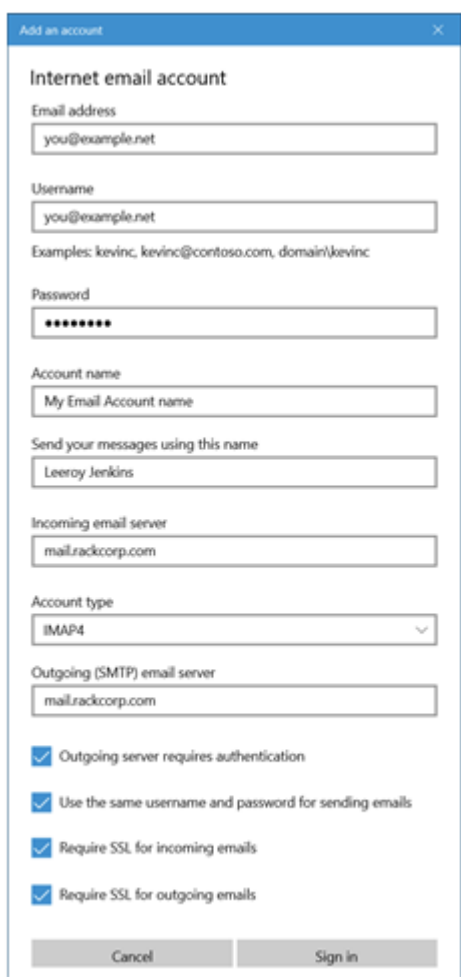 Add an account
Internet email account
Email address
you@example.net
Username
you@example.net
Examples: kevinc, kevinc@contoso.com, domain\kevinc
Password
••••••••
Account name
My Email Account name
Send your messages using this name
Leeroy Jenkins
Incoming email server
mail.rackcorp.com
Account type
IMAP4
Outgoing (SMTP) email server
mail.rackcorp.com
Outgoing server requires authentication
Use the same username and password for sending emails
Require SSL for incoming emails
Require SSL for outgoing emails
Cancel Sign in